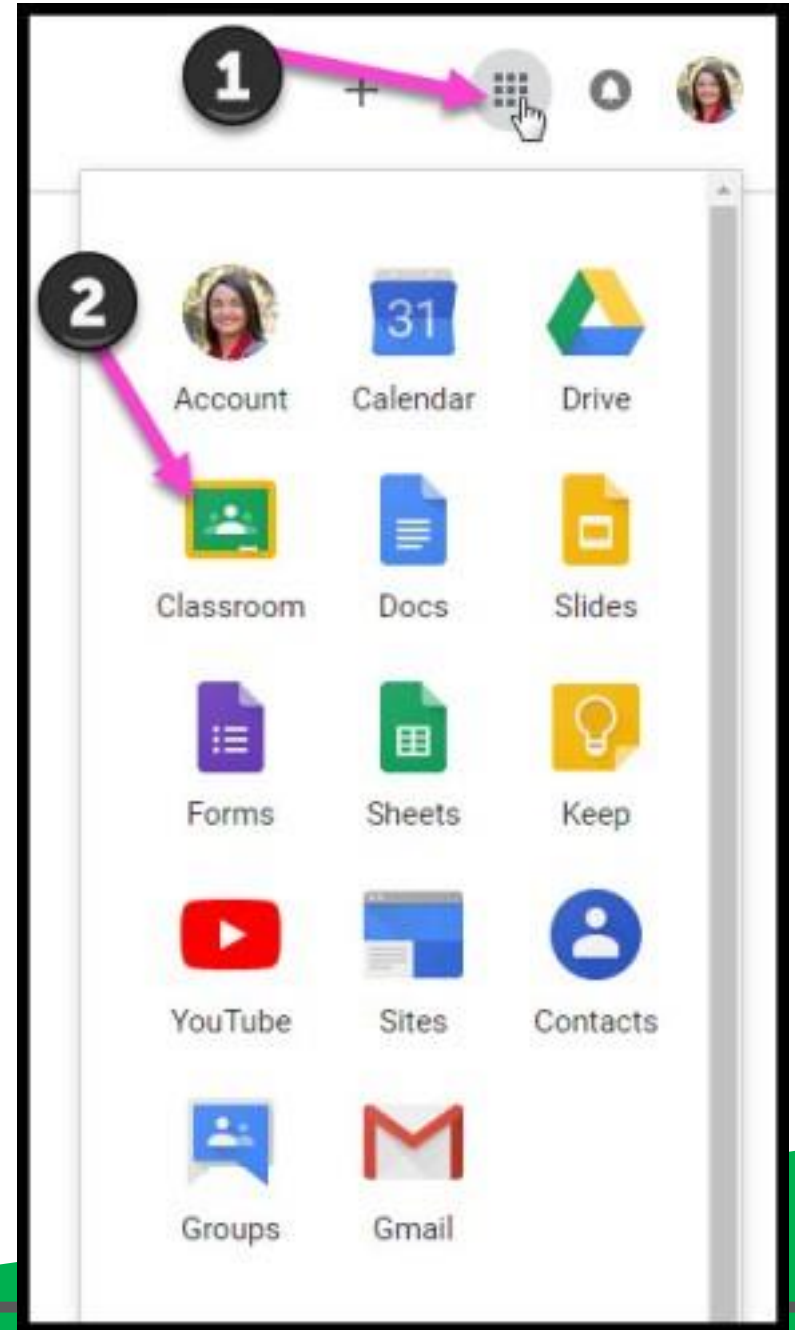 1
2
31
Account Calendar Drive
Classroom Docs Slides
Forms Sheets Keep
YouTube Sites Contacts
Groups Gmail